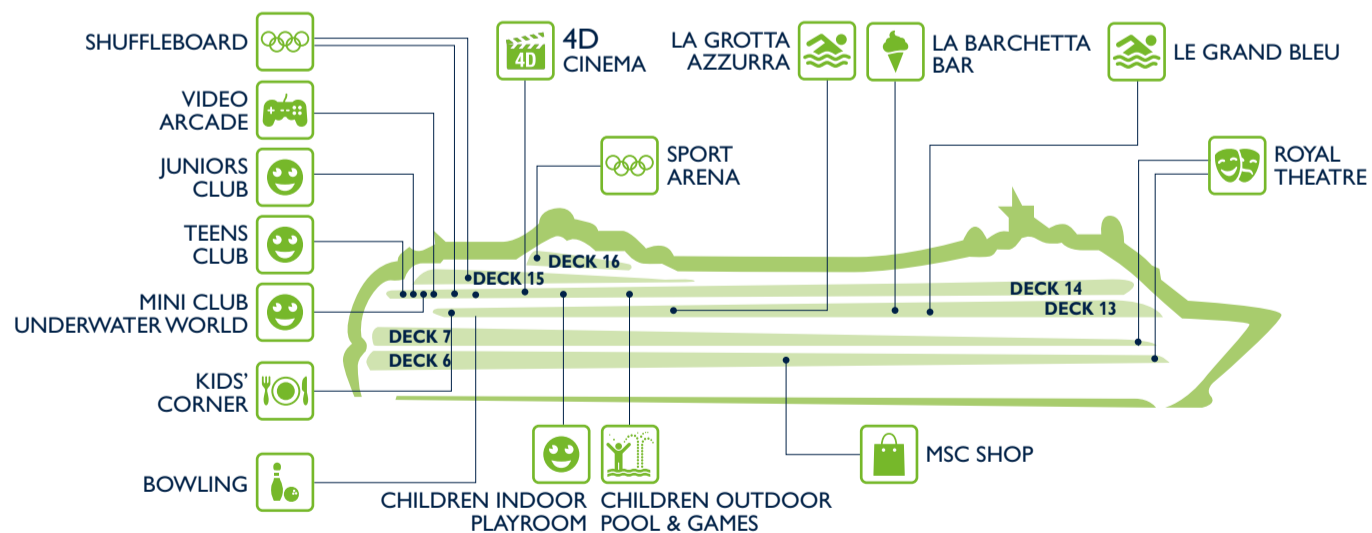 SHUFFLEBOARD
4D
CINEMA
LA GROTTA
AZZURRA
LA BARCHETTA
BAR
LE GRAND BLEU
4D
VIDEO
ARCADE
JUNIORS
CLUB
SPORT
ARENA
ROYAL
THEATRE
TEENS
CLUB
MINI CLUB
UNDERWATER WORLD
DECK 16
DECK 15
DECK 14
DECK 13
DECK 7
DECK 6
KIDS'
CORNER
BOWLING
CHILDREN INDOOR
PLAYROOM
CHILDREN OUTDOOR
POOL & GAMES
MSC SHOP